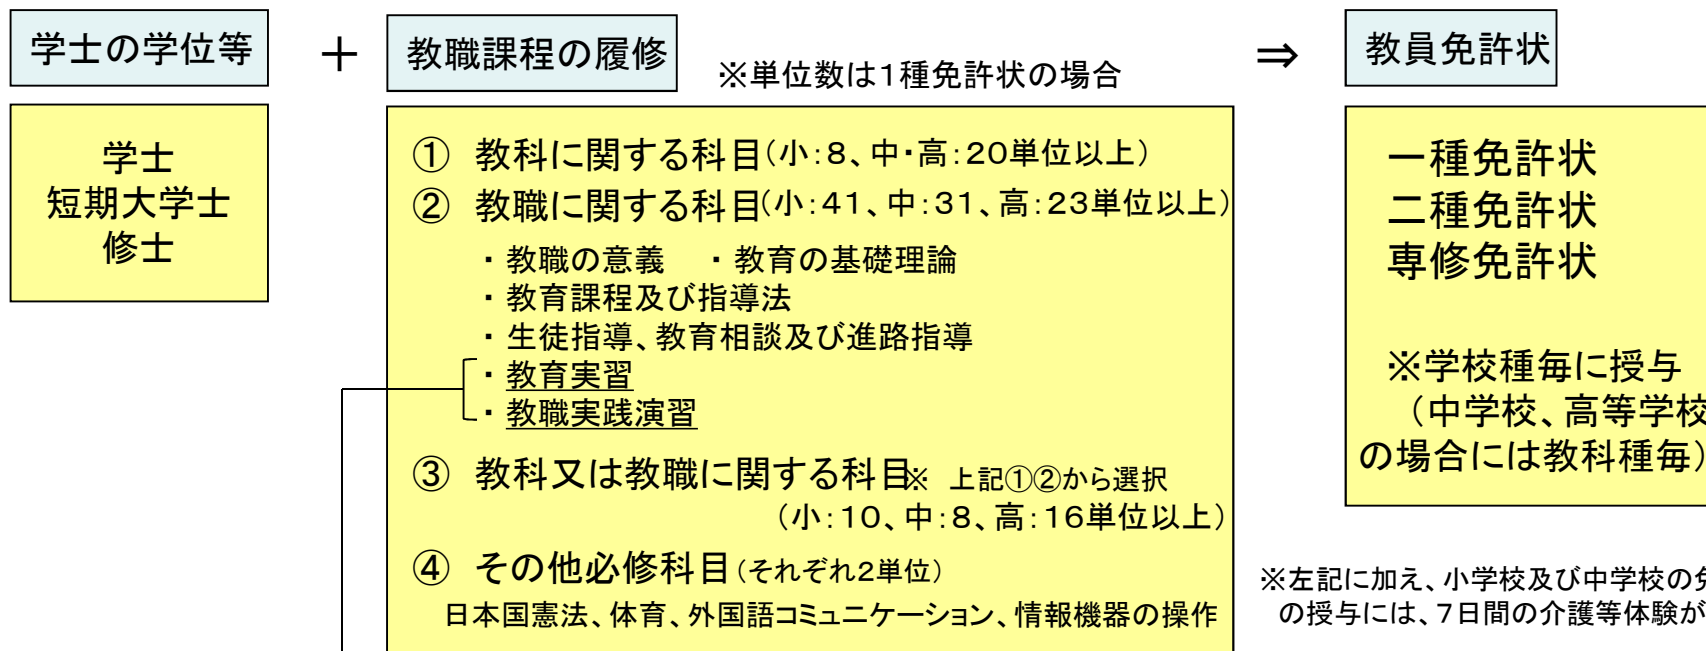 学士の学位等
+
教職課程の履修
※単位数は1種免許状の場合
⇒
教員免許状
学士
短期大学士
修士
① 教科に関する科目(小:8、中・高:20単位以上)
② 教職に関する科目(小:41、中:31、高:23単位以上)
・教職の意義 ・教育の基礎理論
・教育課程及び指導法
・生徒指導、教育相談及び進路指導
・教育実習
・教職実践演習
③ 教科又は教職に関する科目※ 上記①②から選択
(小:10、中:8、高:16単位以上)
④ その他必修科目(それぞれ2単位)
日本国憲法、体育、外国語コミュニケーション、情報機器の操作
一種免許状
二種免許状
専修免許状
※学校種毎に授与
(中学校、高等学校
の場合には教科種毎)
※左記に加え、小学校及び中学校の
の授与には、7日間の介護等体験が